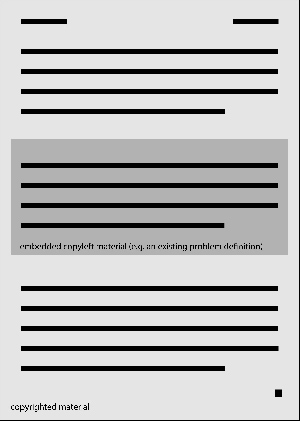 embedded copyleft material (e.g. an existing problem definition)
copyrighted material